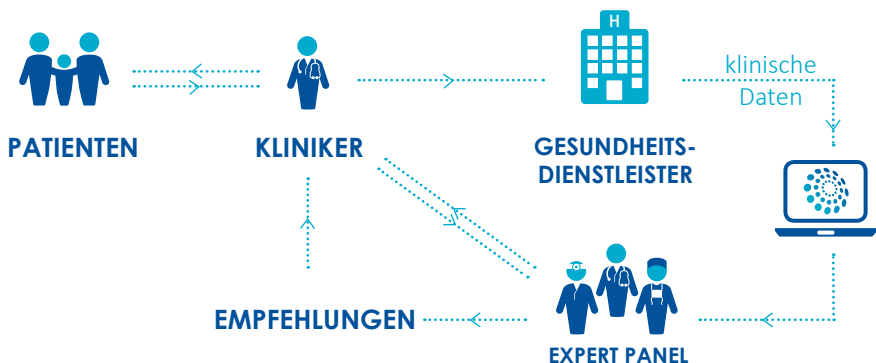 H
klinische
Daten
PATIENTEN
KLINIKER
GESUNDHEITS-
DIENSTLEISTER
EMPFEHLUNGEN
EXPERT PANEL